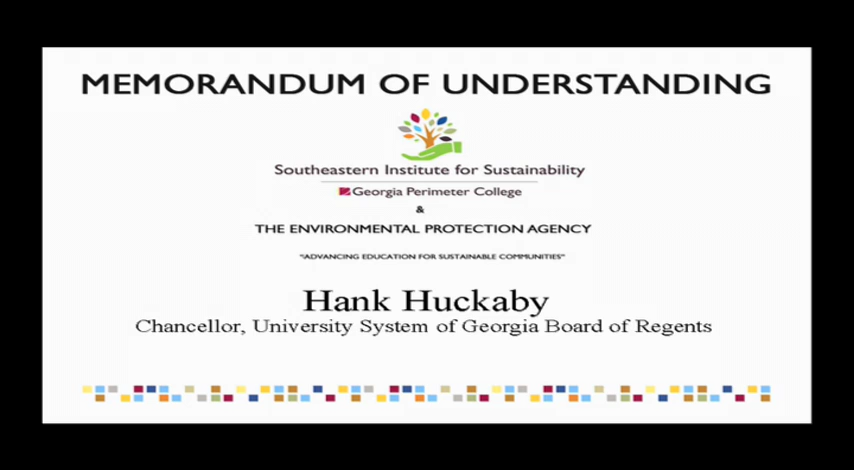 MEMORANDUM OF UNDERSTANDING
Southeastern Institute for Sustainability
Georgia Perimeter College
&
THE ENVIRONMENTAL PROTECTION AGENCY
"ADVANCING EDUCATION FOR SUSTAINABLE COMMUNITIES"
Hank Huckaby
Chancellor, University System of Georgia Board of Regents